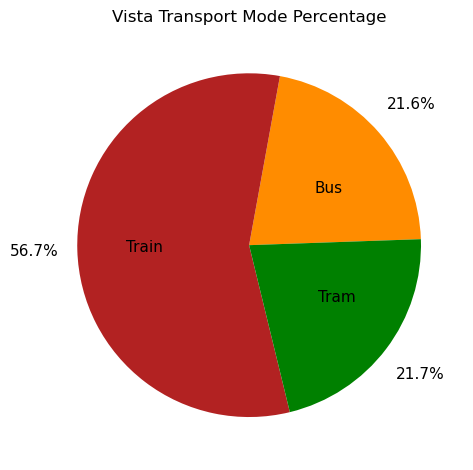 Vista Transport Mode Percentage
21.6%
Bus
56.7%
Train
Tram
21.7%